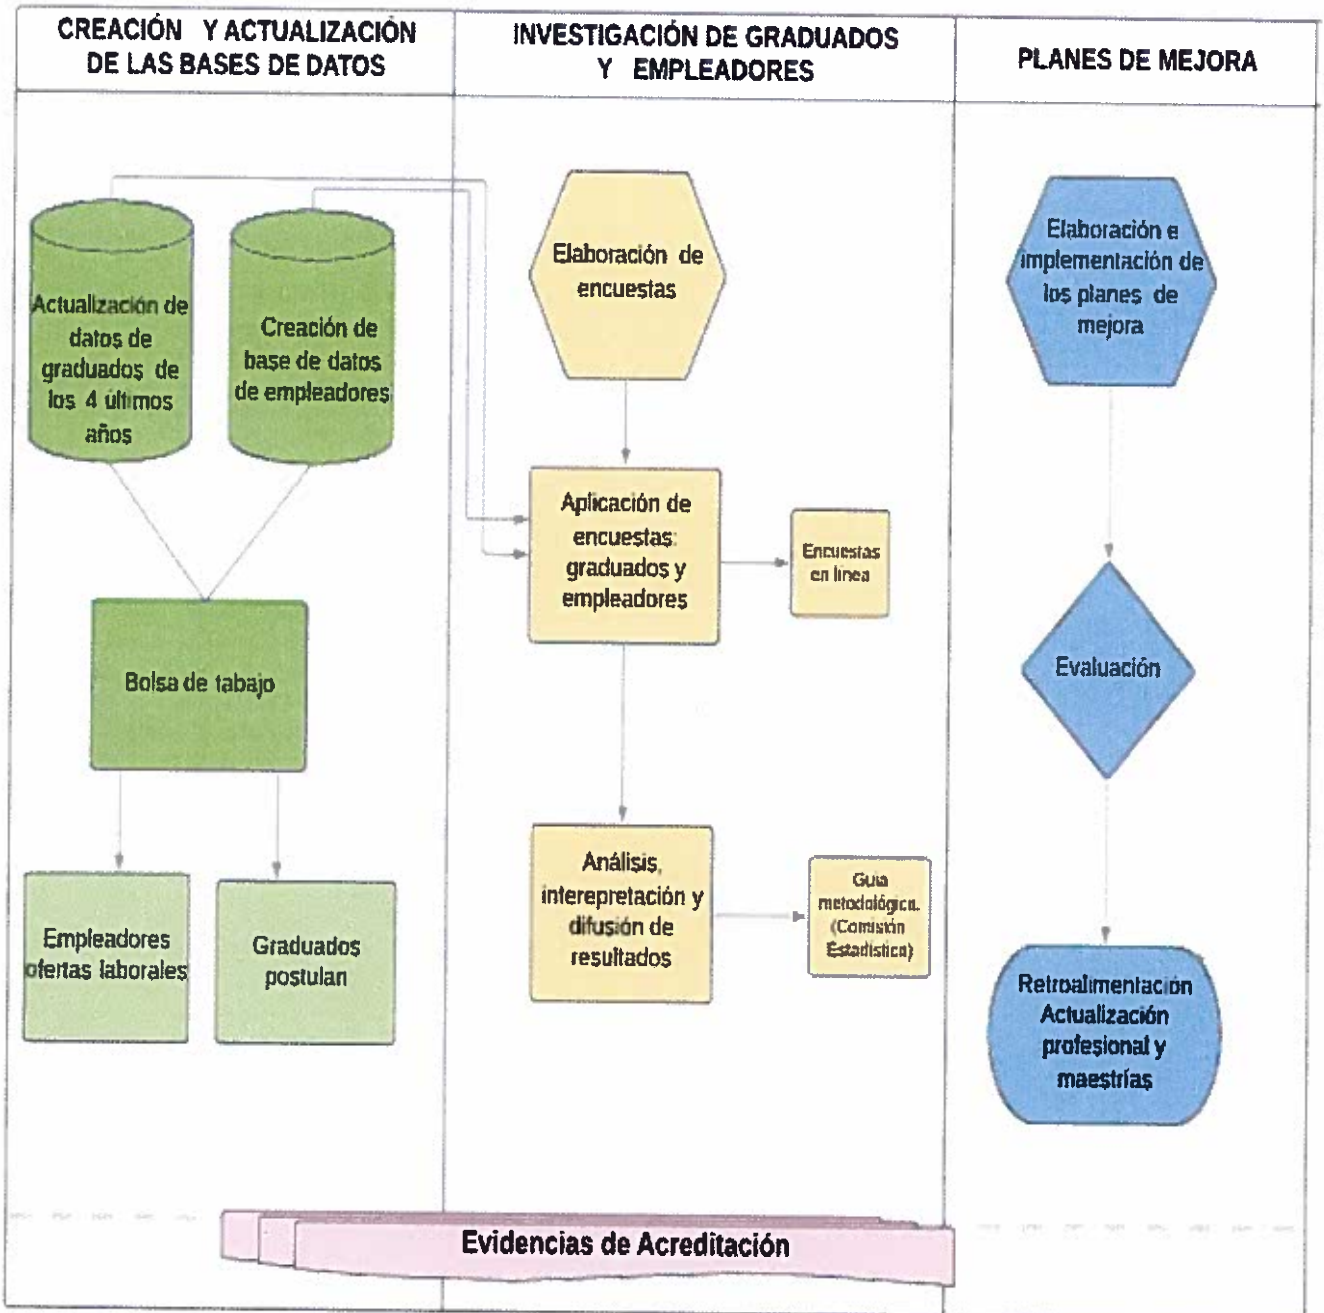 CREACIÓN Y ACTUALIZACIÓN
DE LAS BASES DE DATOS
INVESTIGACIÓN DE GRADUADOS
Y EMPLEADORES
PLANES DE MEJORA
Actualización de
datos de
graduados de
los 4 últimos
años
Creación de
base de datos
de empleadores
Bolsa de tabajo
Empleadores
ofertas laborales
Graduados
postulan
Elaboración de
encuestas
Aplicación de
encuestas:
graduados y
empleadores
Encuestas
en línea
Análisis,
interepretación y
difusión de
resultados
Guia
metodológica.
(Comisión
Estadística)
Elaboración e
implementación de
los planes de
mejora
Evaluación
Retroalimentación
Actualización
profesional y
maestrías
Evidencias de Acreditación